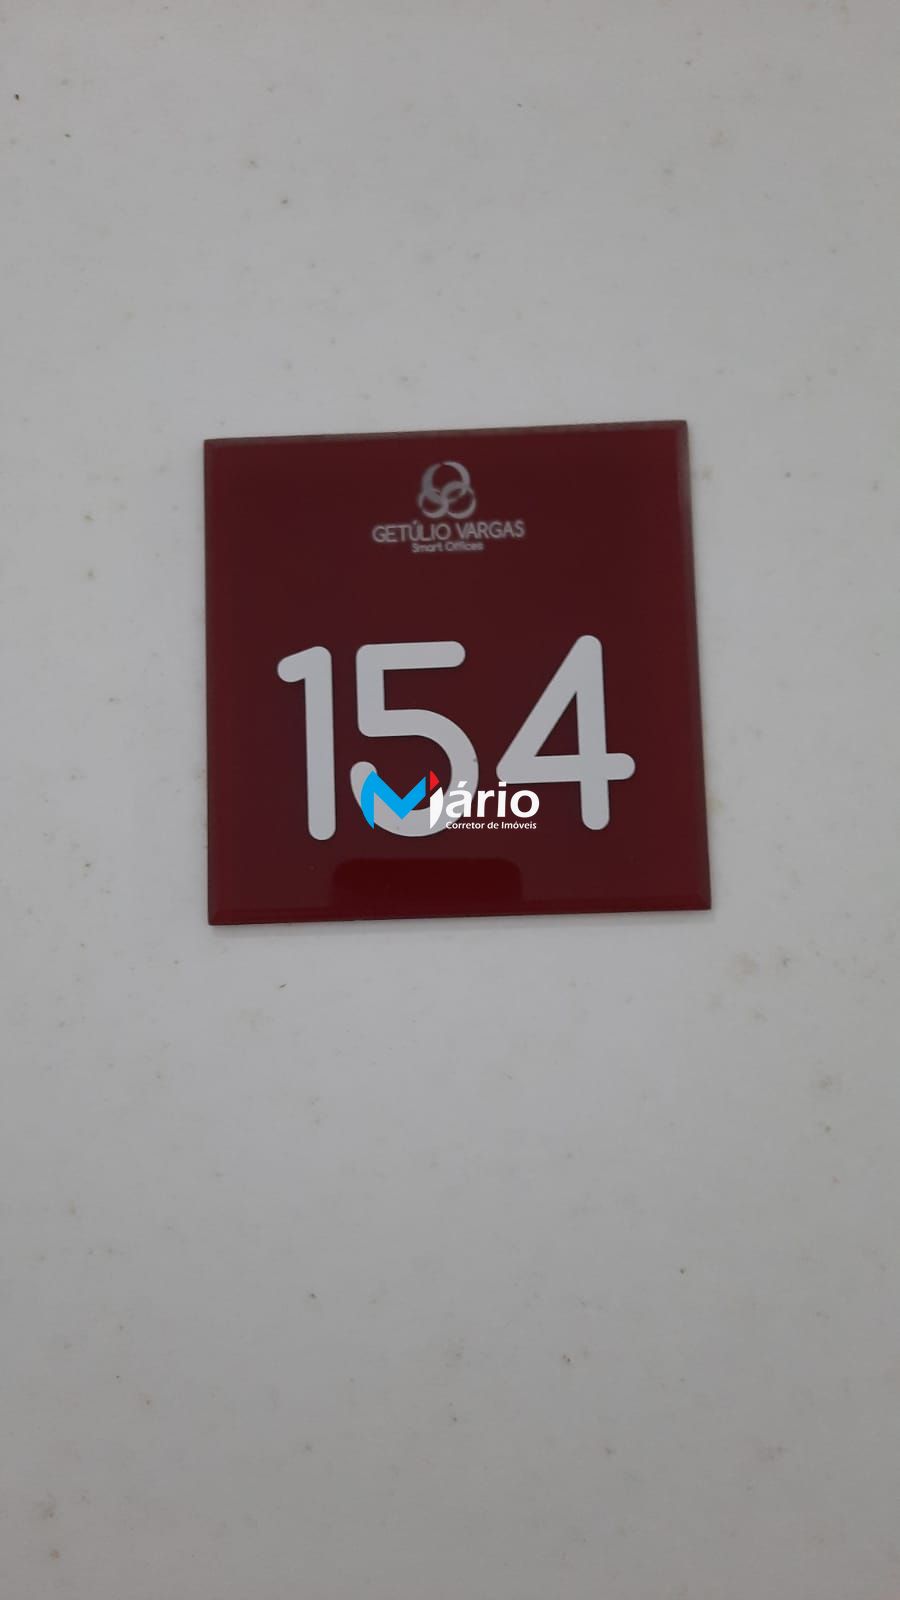 GETÚLIO VARGAS
Smart Offices
154
Mário
Corretor de Imóveis